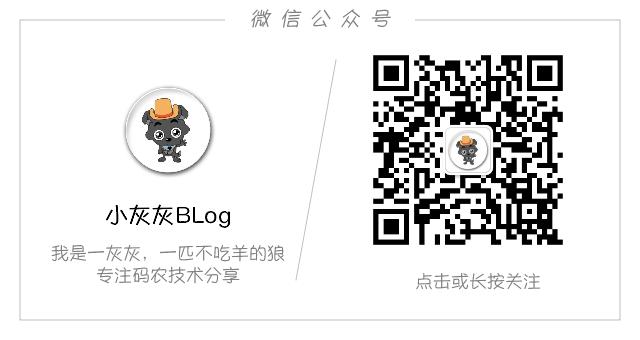 微信公众号
小灰灰BLog
我是一灰灰，一匹不吃羊的狼
专注码农技术分享
点击或长按关注